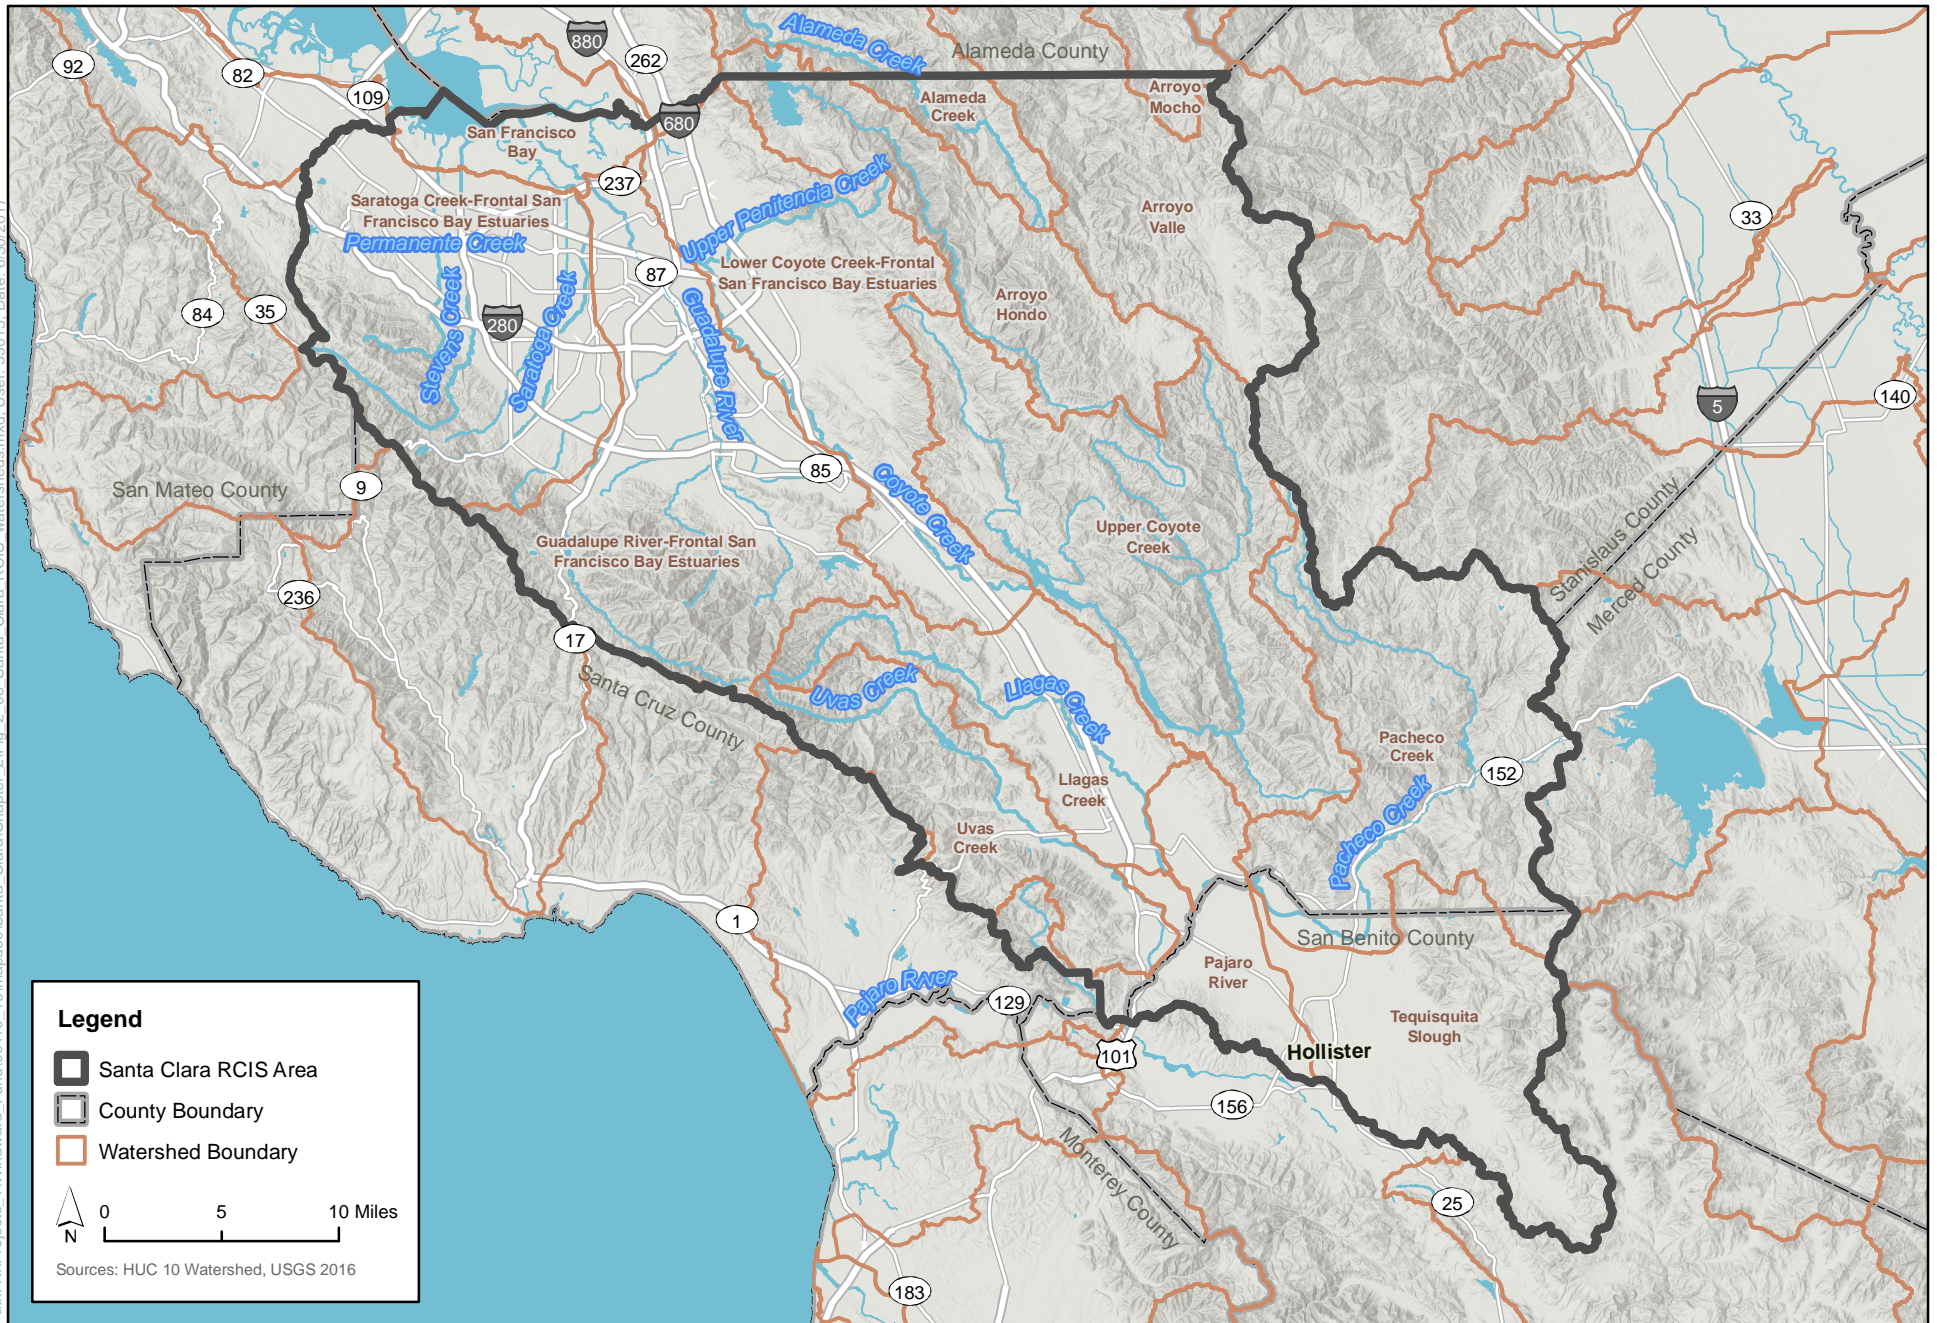 880
262
92
82
109
680
Alameda Creek
Alameda County
Alameda
Creek
Arroyo
Mocho
San Francisco
Bay
237
Saratoga Creek-Frontal San
Francisco Bay Estuaries
Permanente Creek
Upper Penitencia Creek
Arroyo
Valle
33
87
Lower Coyote Creek-Frontal
San Francisco Bay Estuaries
Arroyo
Hondo
84
35
280
Stevens Creek
Saratoga Creek
Guadalupe River
5
140
85
9
San Mateo County
Coyote Creek
Upper Coyote
Creek
Guadalupe River-Frontal San
Francisco Bay Estuaries
Stanislaus County
Merced County
236
17
Santa Cruz County
Uvas Creek
Llagas Creek
Pacheco
Creek
152
Llagas
Creek
Pacheco Creek
Uvas
Creek
1
San Benito County
Pajaro
River
Pajaro River
129
Tequisquita
Slough
101
Hollister
156
Monterey County
25
183
Legend
Santa Clara RCIS Area
County Boundary
Watershed Boundary
N
0 5 10 Miles
Sources: HUC 10 Watershed, USGS 2016